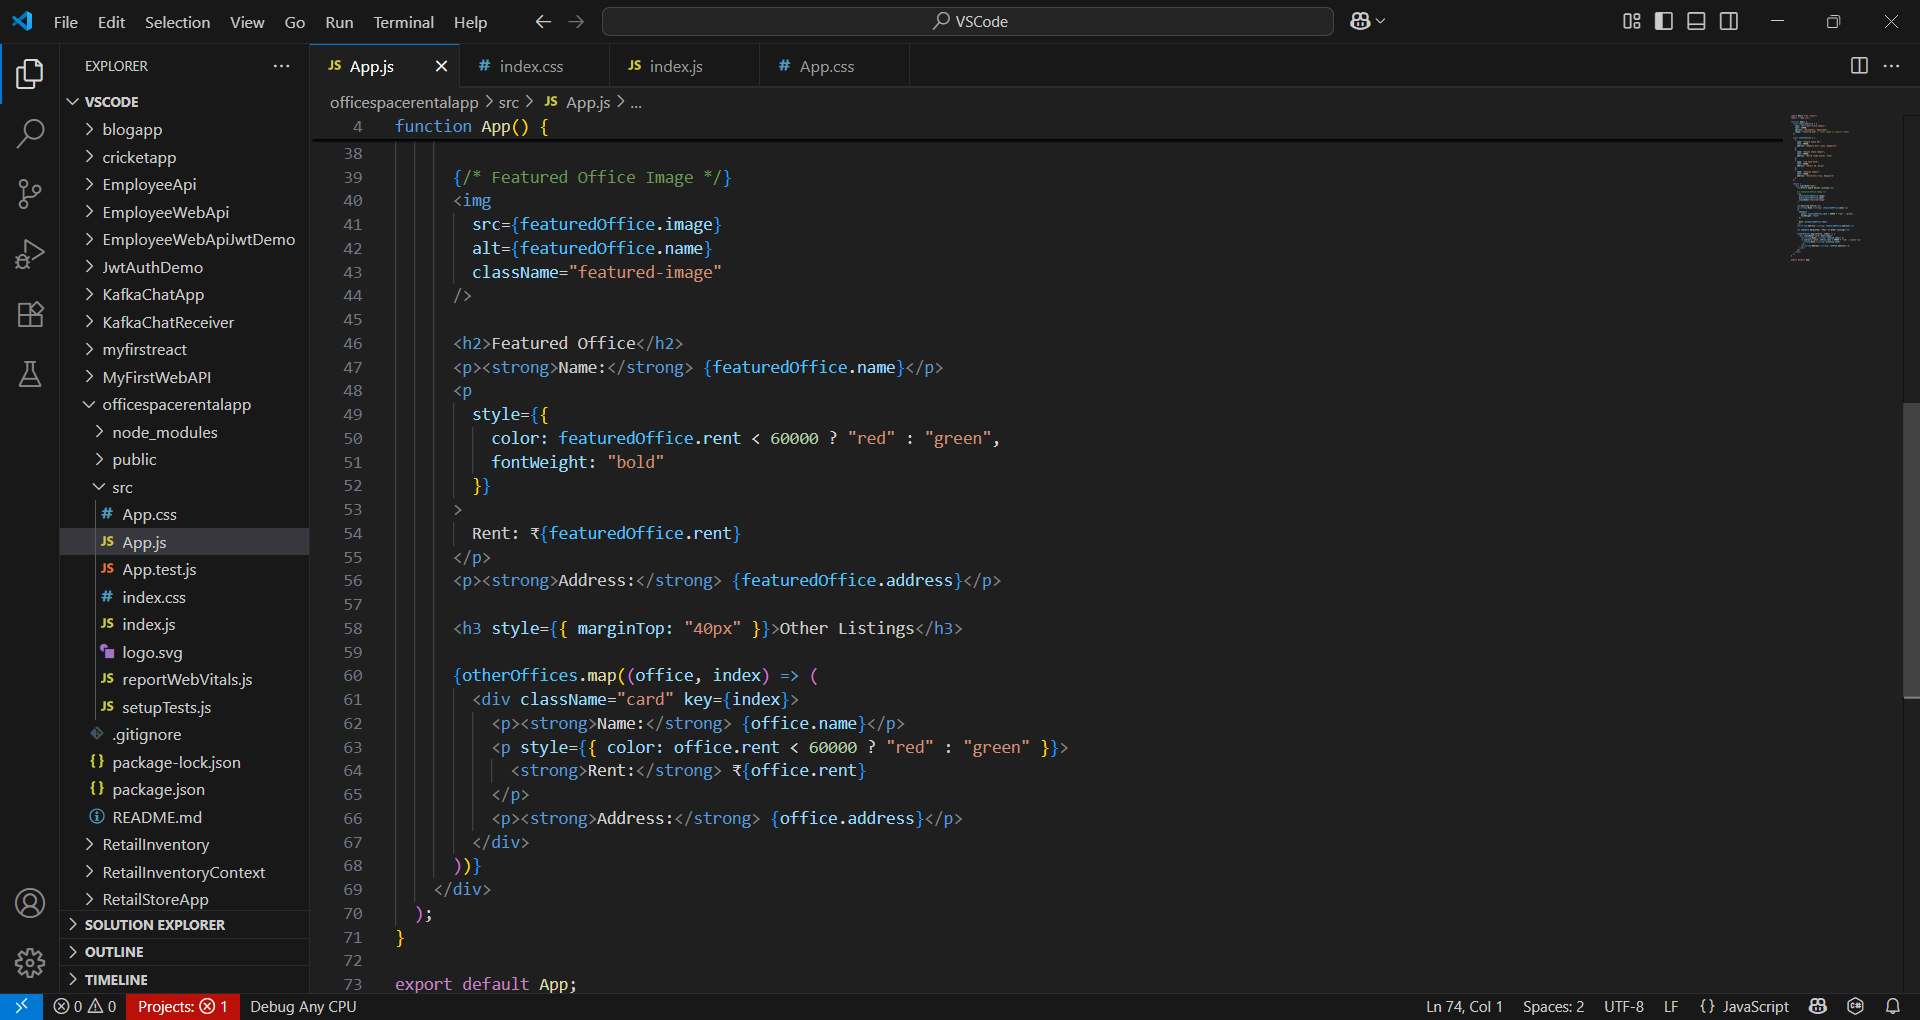 File Edit Selection View Go Run Terminal Help
VSCode
EXPLORER
VSCODE
blogapp
cricketapp
EmployeeApi
EmployeeWebApi
EmployeeWebApiJwtDemo
JwtAuthDemo
KafkaChatApp
KafkaChatReceiver
myfirstreact
MyFirstWebAPI
officespacerentalapp
node_modules
public
src
# App.css
JS App.js
JS App.test.js
# index.css
JS index.js
logo.svg
JS reportWebVitals.js
JS setupTests.js
.gitignore
{} package-lock.json
{} package.json
README.md
RetailInventory
RetailInventoryContext
RetailStoreApp
SOLUTION EXPLORER
OUTLINE
TIMELINE
JS App.js # index.css JS index.js # App.css
officespacerentalapp > src > JS App.js > ...
4 function App() {
38
39 {/* Featured Office Image */}
40 <img
41 src={featuredOffice.image}
42 alt={featuredOffice.name}
43 className="featured-image"
44 />
45
46 <h2>Featured Office</h2>
47 <p><strong>Name:</strong> {featuredOffice.name}</p>
48 <p
49 style={{
50 color: featuredOffice.rent < 60000 ? "red" : "green",
51 fontWeight: "bold"
52 }}
53 >
54 Rent: ₹{featuredOffice.rent}
55 </p>
56 <p><strong>Address:</strong> {featuredOffice.address}</p>
57
58 <h3 style={{ marginTop: "40px" }}>Other Listings</h3>
59
60 {otherOffices.map((office, index) => (
61 <div className="card" key={index}>
62 <p><strong>Name:</strong> {office.name}</p>
63 <p style={{ color: office.rent < 60000 ? "red" : "green" }}>
64 <strong>Rent:</strong> ₹{office.rent}
65 </p>
66 <p><strong>Address:</strong> {office.address}</p>
67 </div>
68 ))}
69 </div>
70 );
71 }
72
73 export default App;
0 0 Projects: 1 Debug Any CPU Ln 74, Col 1 Spaces: 2 UTF-8 LF {} JavaScript